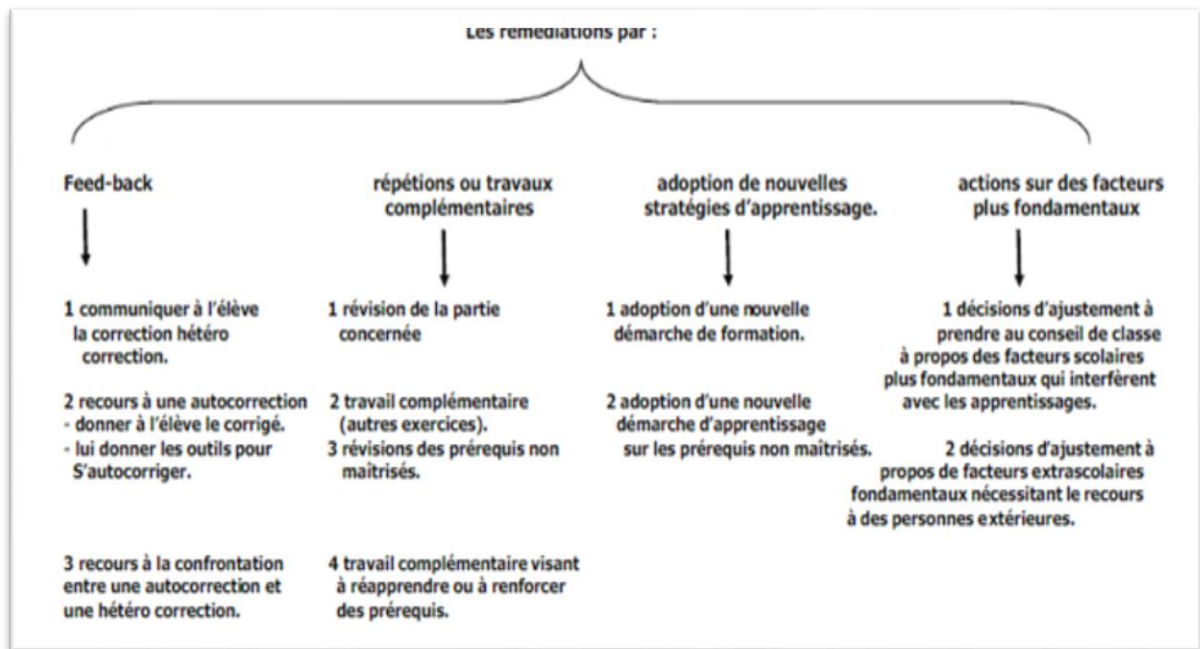 Les remédiations par :
Feed-back
répétions ou travaux
complémentaires
adoption de nouvelles
stratégies d'apprentissage.
actions sur des facteurs
plus fondamentaux
1 communiquer à l'élève
la correction hétéro
correction.
2 recours à une autocorrection
- donner à l'élève le corrigé.
- lui donner les outils pour
S'autocorriger.
3 recours à la confrontation
entre une autocorrection et
une hétéro correction.
1 révision de la partie
concernée
2 travail complémentaire
(autres exercices).
3 révisions des prérequis non
maîtrisés.
4 travail complémentaire visant
à réapprendre ou à renforcer
des prérequis.
1 adoption d'une nouvelle
démarche de formation.
2 adoption d'une nouvelle
démarche d'apprentissage
sur les prérequis non maîtrisés.
1 décisions d'ajustement à
prendre au conseil de classe
à propos des facteurs scolaires
plus fondamentaux qui interfèrent
avec les apprentissages.
2 décisions d'ajustement à
propos de facteurs extrascolaires
fondamentaux nécessitant le recours
à des personnes extérieures.